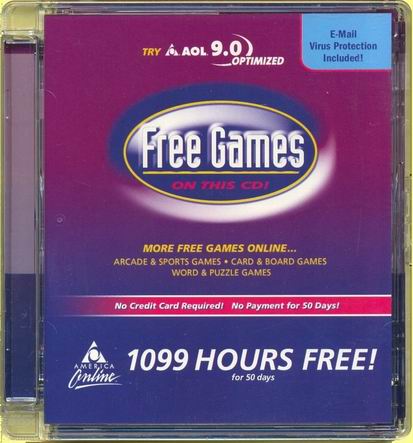 TRY AOL 9.0
OPTIMIZED
E-Mail
Virus Protection
Included!
Free Games
ON THIS CD!
MORE FREE GAMES ONLINE...
ARCADE & SPORTS GAMES • CARD & BOARD GAMES
WORD & PUZZLE GAMES
No Credit Card Required! No Payment for 50 Days!
AMERICA
Online
1099 HOURS FREE!
for 50 days